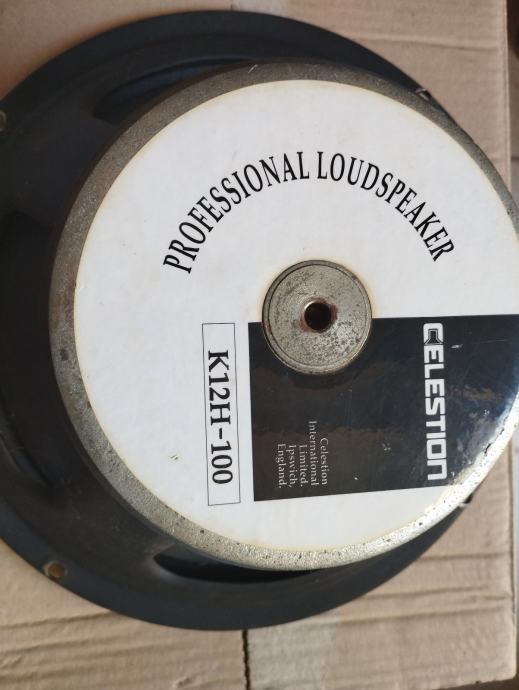 PROFESSIONAL LOUDSPEAKER
CELESTION
Celestion
International
Limited
Ipswich,
England.
K12H-100